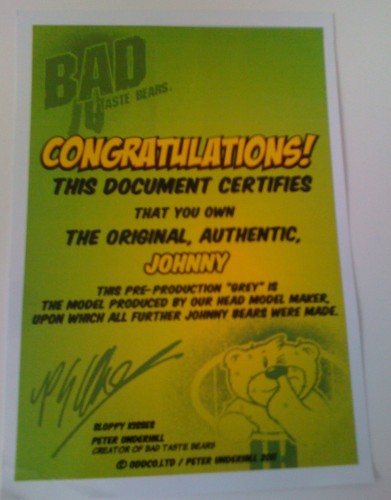 BAD
TASTE BEARS.
CONGRATULATIONS!
THIS DOCUMENT CERTIFIES
THAT YOU OWN
THE ORIGINAL, AUTHENTIC,
JOHNNY
THIS PRE-PRODUCTION "GREY" IS
THE MODEL PRODUCED BY OUR HEAD MODEL MAKER,
UPON WHICH ALL FURTHER JOHNNY BEARS WERE MADE.
SLOPPY KISSES
PETER UNDERHILL
CREATOR OF BAD TASTE BEARS
© ODDCO.LTD / PETER UNDERHILL 2011